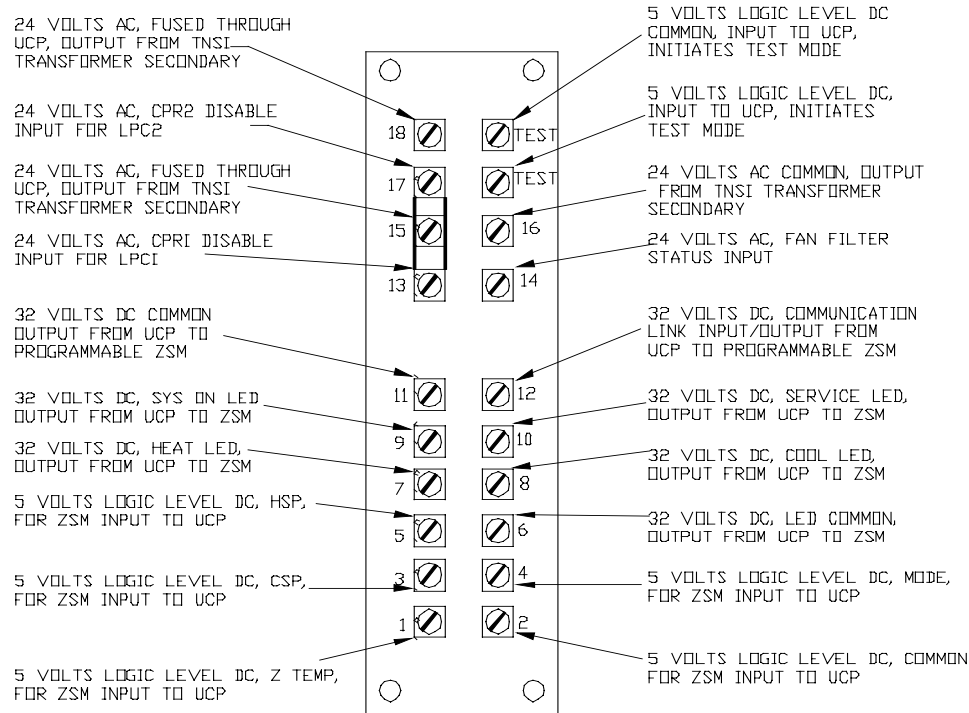 24 VOLTS AC, FUSED THROUGH
UCP, OUTPUT FROM TNSI
TRANSFORMER SECONDARY
24 VOLTS AC, CPR2 DISABLE
INPUT FOR LPC2
24 VOLTS AC, FUSED THROUGH
UCP, OUTPUT FROM TNSI
TRANSFORMER SECONDARY
24 VOLTS AC, CPRI DISABLE
INPUT FOR LPCI
32 VOLTS DC COMMON
OUTPUT FROM UCP TO
PROGRAMMABLE ZSM
32 VOLTS DC, SYS ON LED
OUTPUT FROM UCP TO ZSM
32 VOLTS DC, HEAT LED,
OUTPUT FROM UCP TO ZSM
5 VOLTS LOGIC LEVEL DC, HSP,
FOR ZSM INPUT TO UCP
5 VOLTS LOGIC LEVEL DC, CSP,
FOR ZSM INPUT TO UCP
5 VOLTS LOGIC LEVEL DC, Z TEMP,
FOR ZSM INPUT TO UCP
18 TEST
17 TEST
15 16
13 14
11 12
9 10
7 8
5 6
3 4
1 2
5 VOLTS LOGIC LEVEL DC
COMMON, INPUT TO UCP,
INITIATES TEST MODE
5 VOLTS LOGIC LEVEL DC,
INPUT TO UCP, INITIATES
TEST MODE
24 VOLTS AC COMMON, OUTPUT
FROM TNSI TRANSFORMER
SECONDARY
24 VOLTS AC, FAN FILTER
STATUS INPUT
32 VOLTS DC, COMMUNICATION
LINK INPUT/OUTPUT FROM
UCP TO PROGRAMMABLE ZSM
32 VOLTS DC, SERVICE LED,
OUTPUT FROM UCP TO ZSM
32 VOLTS DC, COOL LED,
OUTPUT FROM UCP TO ZSM
32 VOLTS DC, LED COMMON,
OUTPUT FROM UCP TO ZSM
5 VOLTS LOGIC LEVEL DC, MODE,
FOR ZSM INPUT TO UCP
5 VOLTS LOGIC LEVEL DC, COMMON
FOR ZSM INPUT TO UCP